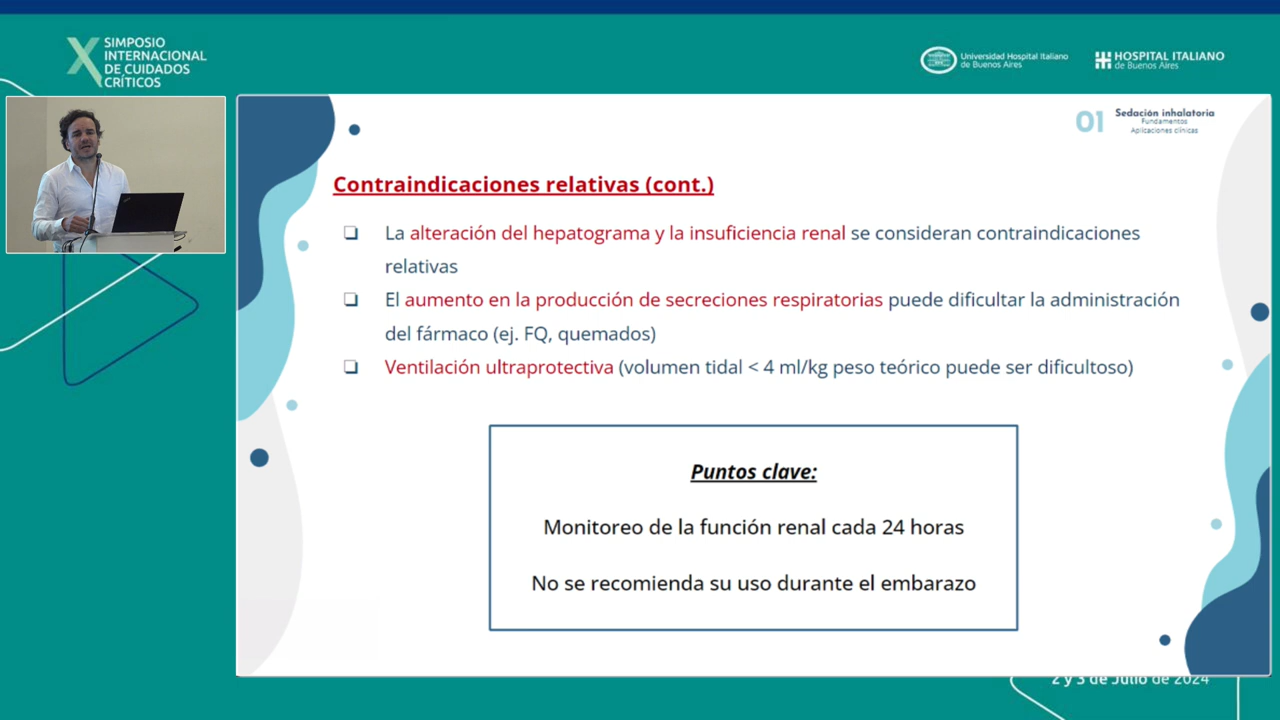 SIMPOSIO
INTERNACIONAL
DE CUIDADOS
CRÍTICOS
Universidad Hospital Italiano
de Buenos Aires
HOSPITAL ITALIANO
de Buenos Aires
01 Sedación inhalatoria
Fundamentos
Aplicaciones clínicas
Contraindicaciones relativas (cont.)
La alteración del hepatograma y la insuficiencia renal se consideran contraindicaciones
relativas
El aumento en la producción de secreciones respiratorias puede dificultar la administración
del fármaco (ej. FQ, quemados)
Ventilación ultraprotectiva (volumen tidal < 4 ml/kg peso teórico puede ser dificultoso)
Puntos clave:
Monitoreo de la función renal cada 24 horas
No se recomienda su uso durante el embarazo
2 y 3 de Julio de 2024